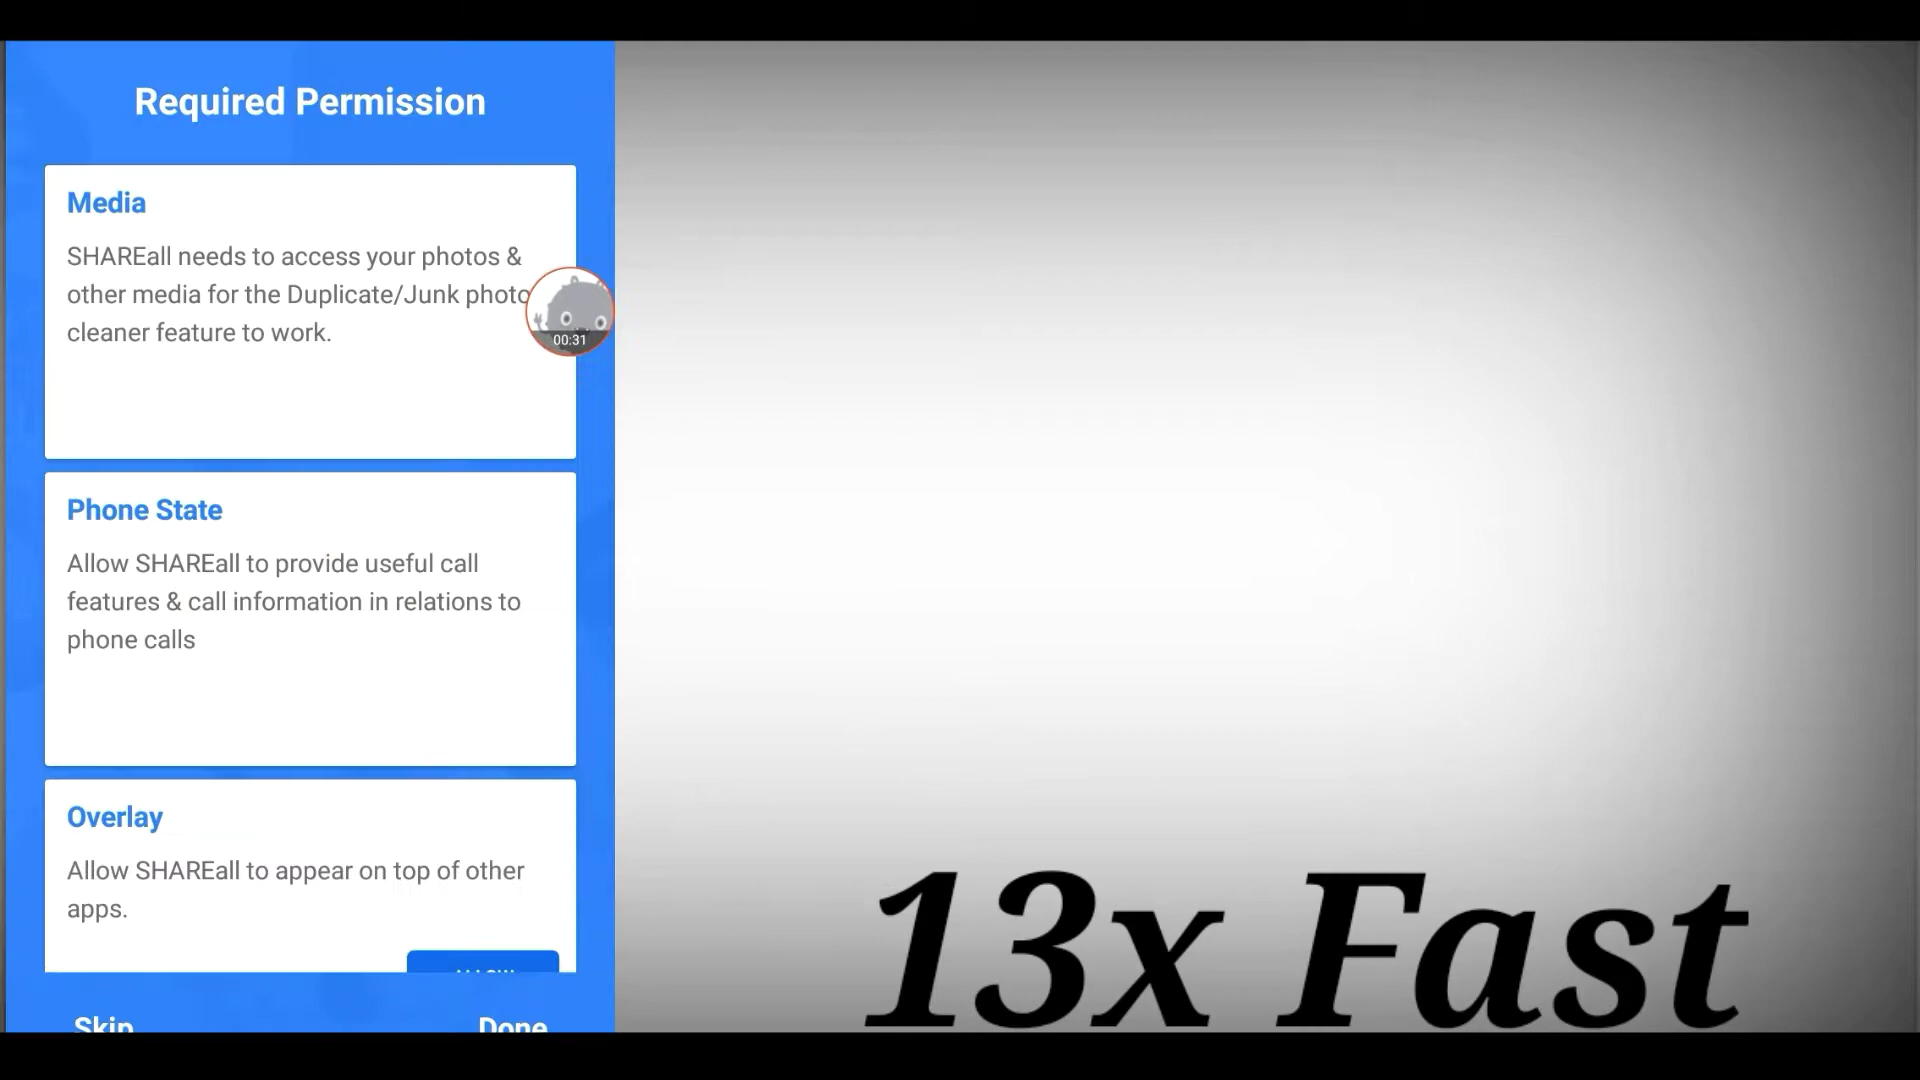 Required Permission
Media
SHAREall needs to access your photos &
other media for the Duplicate/Junk photo
cleaner feature to work.
00:31
Phone State
Allow SHAREall to provide useful call
features & call information in relations to
phone calls
Overlay
Allow SHAREall to appear on top of other
apps.
ALLOW
Skip
Done
13x Fast